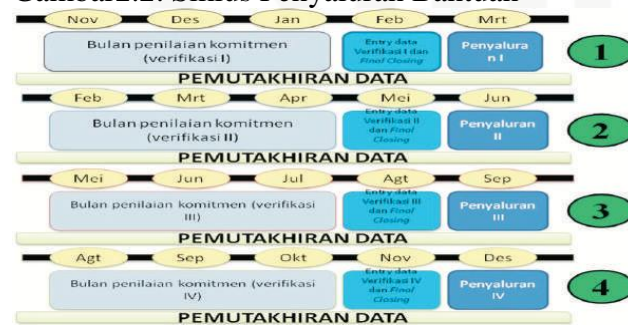 Gambar2.2. Siklus Penyaluran Bantuan
Nov Des Jan Feb Mrt
Bulan penilaian komitmen
(verifikasi I)
Entry data
Verifikasi I dan
Final Closing
Penyalura
n I
1
PEMUTAKHIRAN DATA
Feb Mrt Apr Mei Jun
Bulan penilaian komitmen
(verifikasi II)
Entry data
Verifikasi II
dan Final
Closing
Penyaluran
II
2
PEMUTAKHIRAN DATA
Mei Jun Jul Agt Sep
Bulan penilaian komitmen (verifikasi
III)
Entry data
Verifikasi III
dan Final
Closing
Penyaluran
III
3
PEMUTAKHIRAN DATA
Agt Sep Okt Nov Des
Bulan penilaian komitmen (verifikasi
IV)
Entry data
Verifikasi IV
dan Final
Closing
Penyaluran
IV
4
PEMUTAKHIRAN DATA